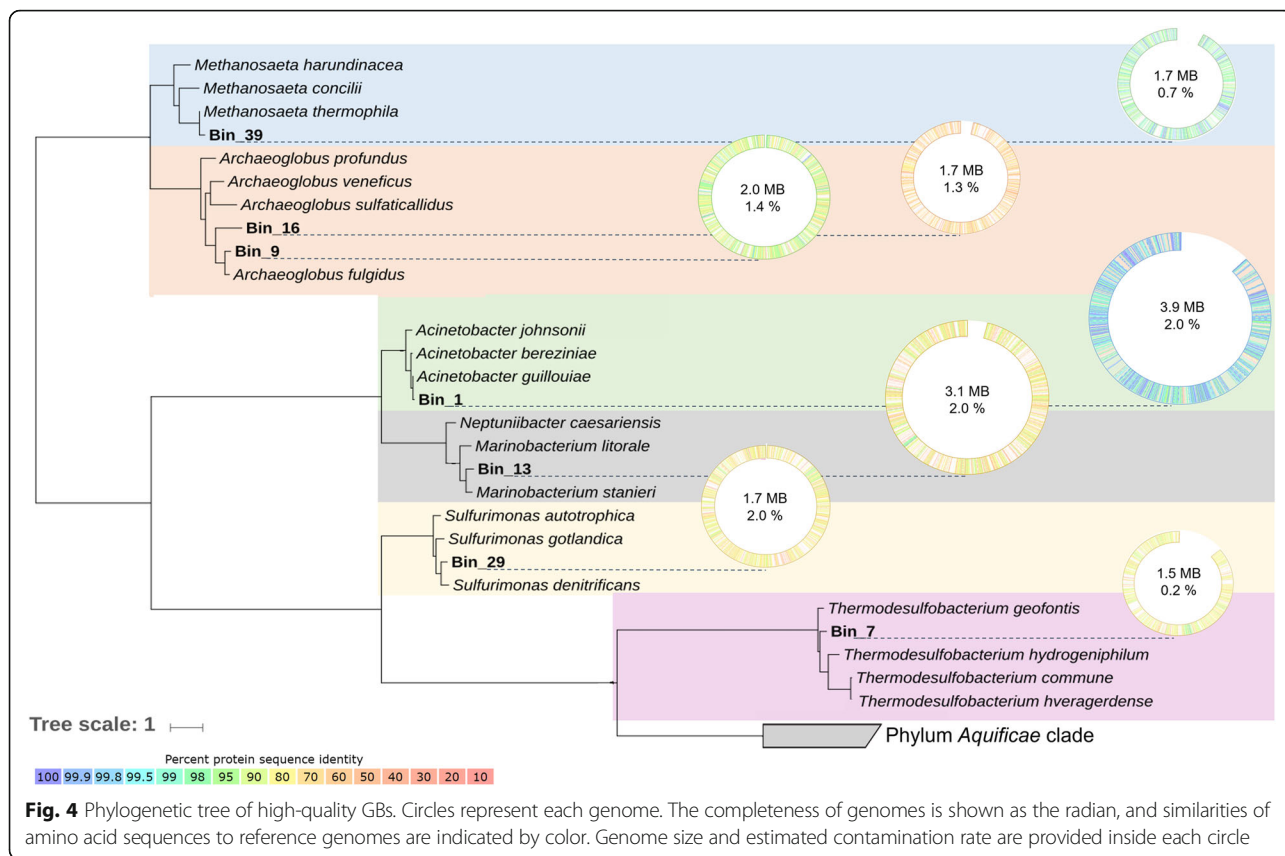 Methanosaeta harundinacea
Methanosaeta concilii
Methanosaeta thermophila
Bin_39
1.7 MB
0.7 %
Archaeoglobus profundus
Archaeoglobus veneficus
Archaeoglobus sulfaticallidus
Bin_16
Bin_9
Archaeoglobus fulgidus
2.0 MB
1.4 %
1.7 MB
1.3 %
Acinetobacter johnsonii
Acinetobacter bereziniae
Acinetobacter guillouiae
Bin_1
3.9 MB
2.0 %
Neptuniibacter caesariensis
Marinobacterium litorale
Bin_13
Marinobacterium stanieri
3.1 MB
2.0 %
Sulfurimonas autotrophica
Sulfurimonas gotlandica
Bin_29
Sulfurimonas denitrificans
1.7 MB
2.0 %
Thermodesulfobacterium geofontis
Bin_7
Thermodesulfobacterium hydrogeniphilum
Thermodesulfobacterium commune
Thermodesulfobacterium hveragerdense
1.5 MB
0.2 %
Phylum Aquificae clade
Tree scale: 1
Percent protein sequence identity
100 99.9 99.8 99.5 99 98 95 90 80 70 60 50 40 30 20 10
Fig. 4 Phylogenetic tree of high-quality GBs. Circles represent each genome. The completeness of genomes is shown as the radian, and similarities of
amino acid sequences to reference genomes are indicated by color. Genome size and estimated contamination rate are provided inside each circle